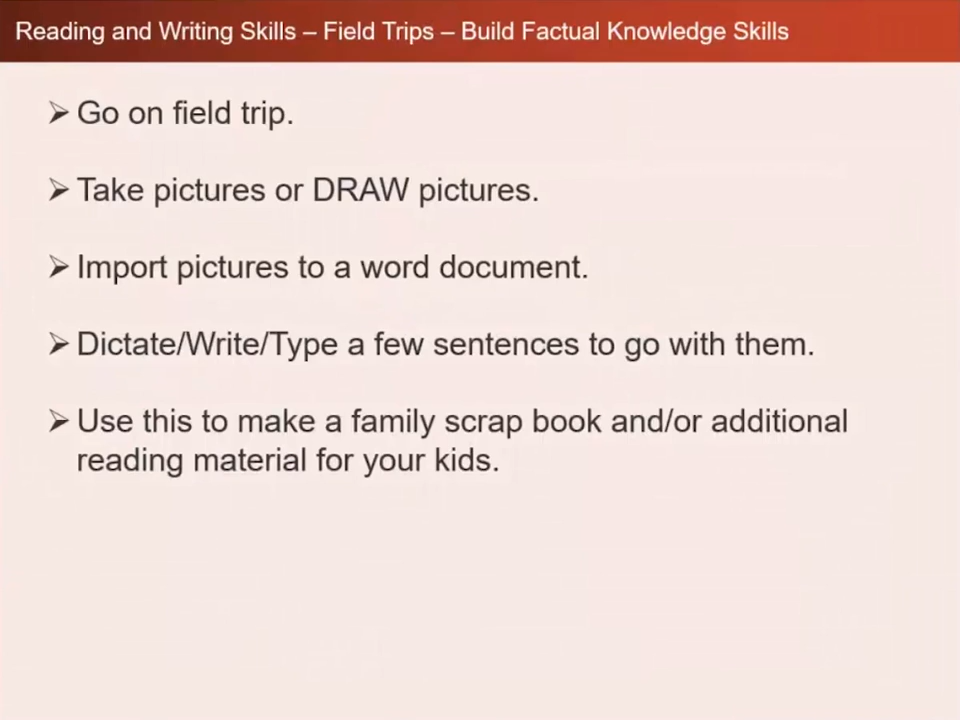 Reading and Writing Skills – Field Trips – Build Factual Knowledge Skills
➢ Go on field trip.
➢ Take pictures or DRAW pictures.
➢ Import pictures to a word document.
➢ Dictate/Write/Type a few sentences to go with them.
➢ Use this to make a family scrap book and/or additional
reading material for your kids.